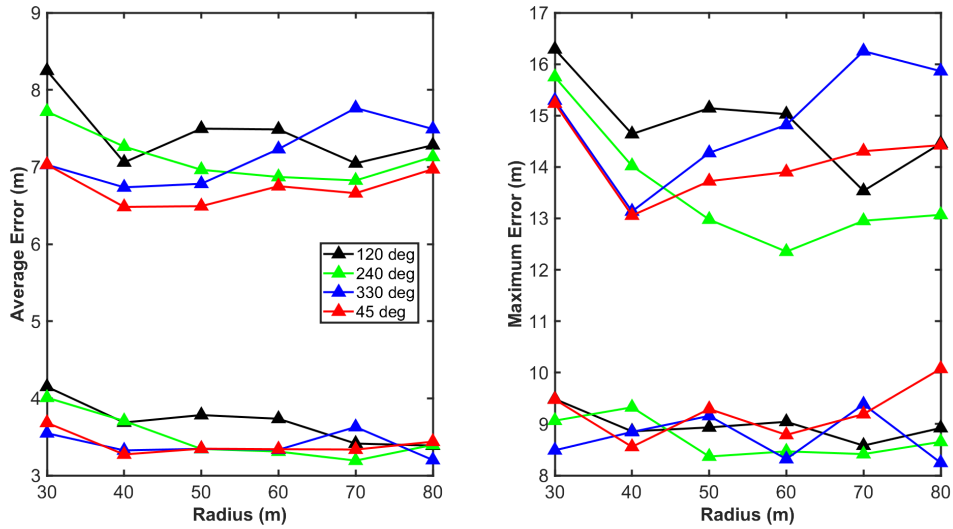 9
8
7
6
5
4
3
Average Error (m)
30 40 50 60 70 80
Radius (m)
120 deg
240 deg
330 deg
45 deg
17
16
15
14
13
12
11
10
9
8
Maximum Error (m)
30 40 50 60 70 80
Radius (m)